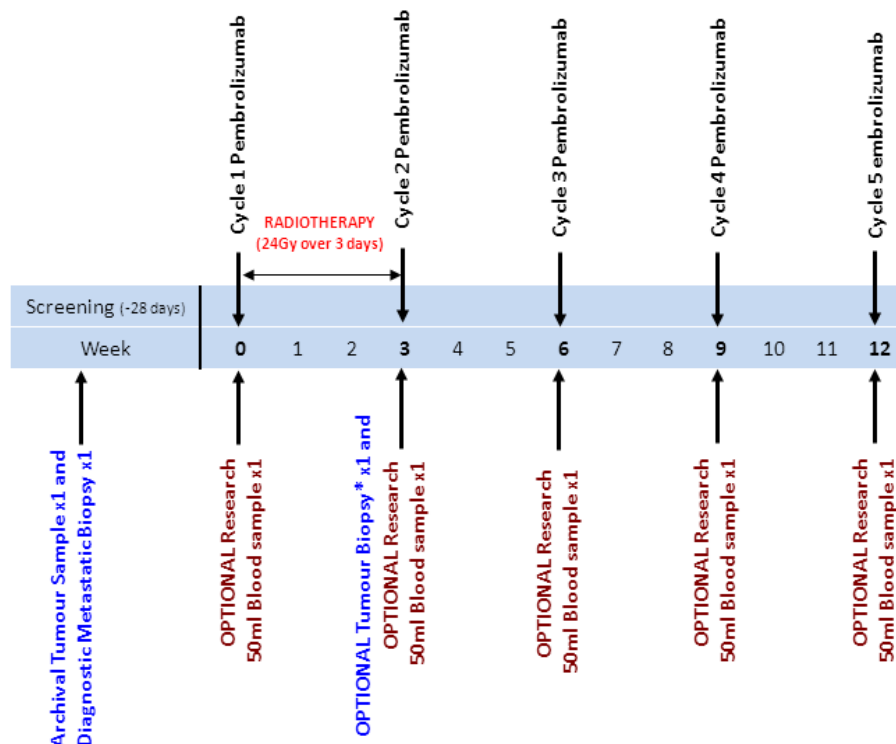 Cycle 1 Pembrolizumab
Cycle 2 Pembrolizumab
Cycle 3 Pembrolizumab
Cycle 4 Pembrolizumab
Cycle 5 embrolizumab
RADIOTHERAPY
(24Gy over 3 days)
Screening (-28 days)
Week 0 1 2 3 4 5 6 7 8 9 10 11 12
Archival Tumour Sample x1 and
Diagnostic Metastatic Biopsy x1
OPTIONAL Research
50ml Blood sample x1
OPTIONAL Tumour Biopsy* x1 and
OPTIONAL Research
50ml Blood sample x1
OPTIONAL Research
50ml Blood sample x1
OPTIONAL Research
50ml Blood sample x1
OPTIONAL Research
50ml Blood sample x1